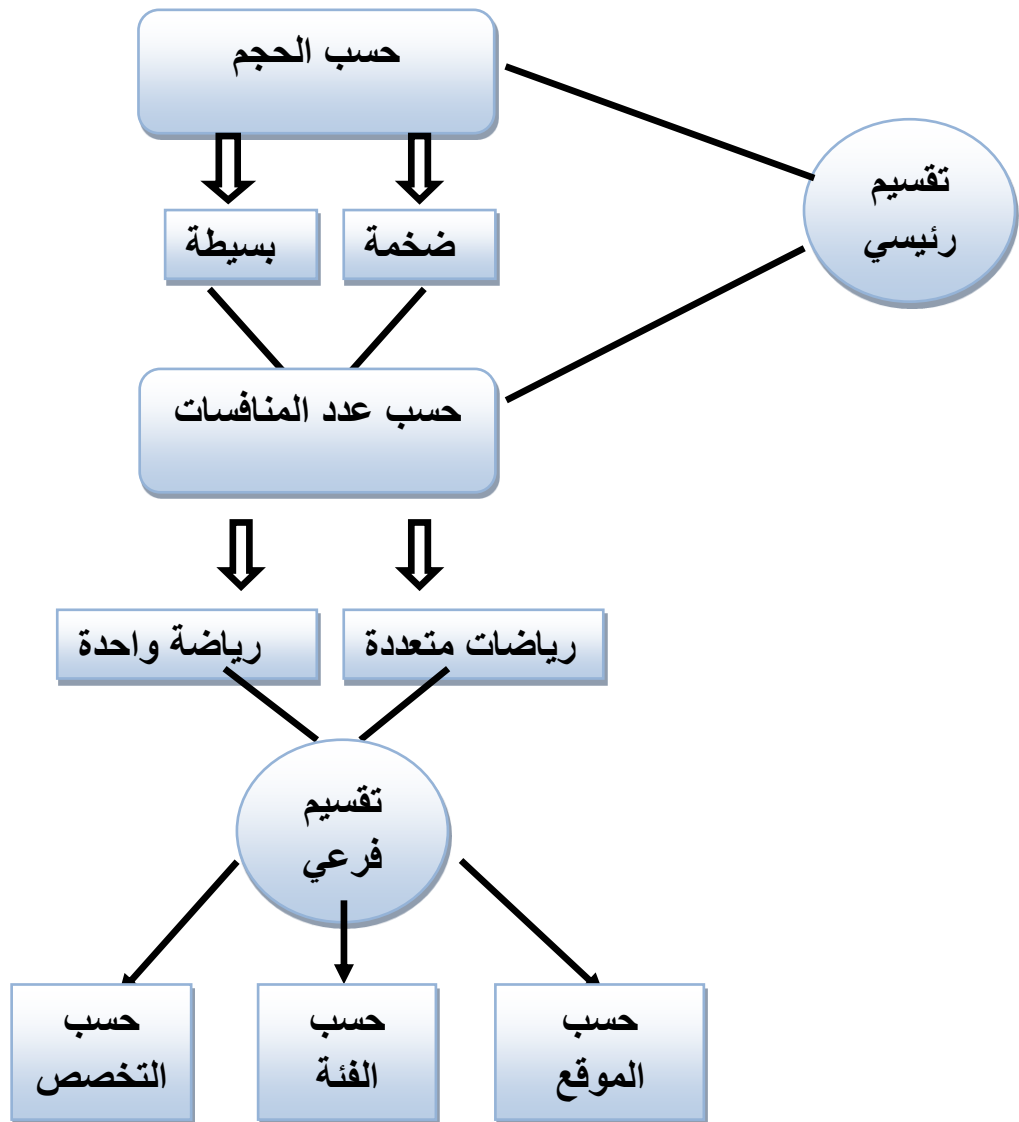 حسب الحجم
تقسيم
رئيسي
ضخمة
بسيطة
حسب عدد المنافسات
رياضات متعددة
رياضة واحدة
تقسيم
فرعي
حسب
الموقع
حسب
الفئة
حسب
التخصص